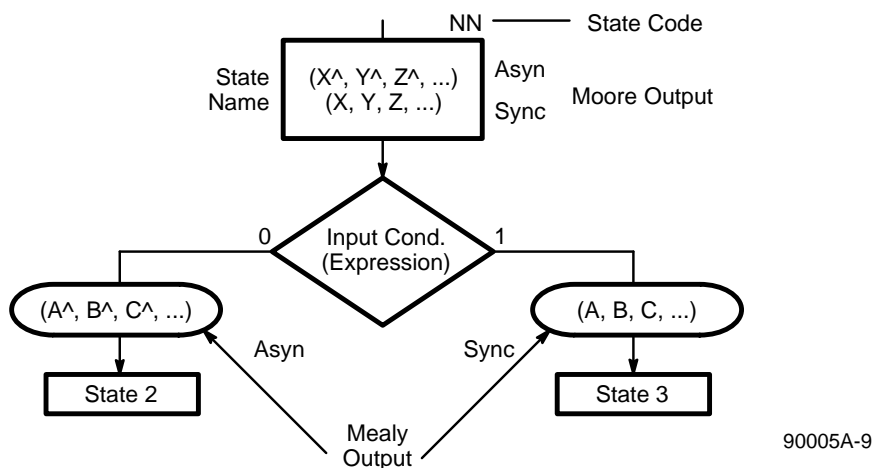 NN
State Code
State
Name
(X^, Y^, Z^, ...)
(X, Y, Z, ...)
Asyn
Sync
Moore Output
0
Input Cond.
(Expression)
1
(A^, B^, C^, ...)
(A, B, C, ...)
Asyn
Sync
State 2
State 3
Mealy
Output
90005A-9